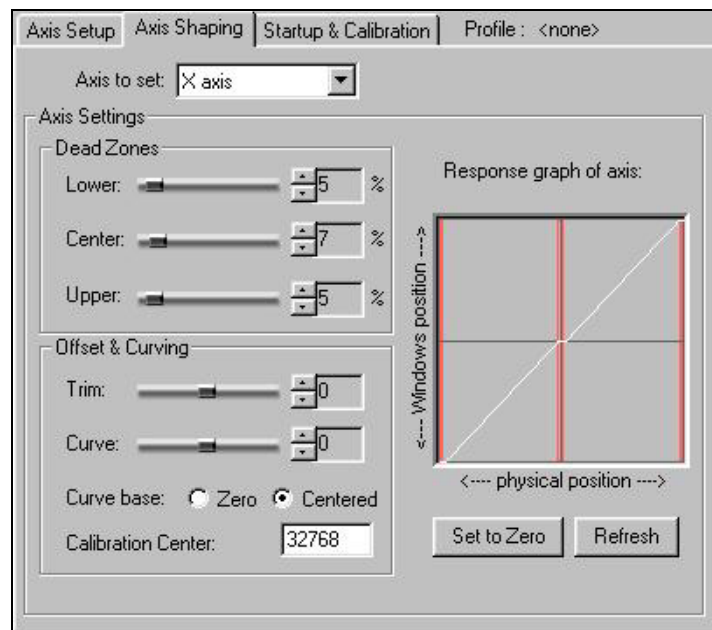 Axis Setup Axis Shaping Startup & Calibration Profile : <none>
Axis to set: X axis
Axis Settings
Dead Zones
Lower: 5 %
Center: 7 %
Upper: 5 %
Offset & Curving
Trim: 0
Curve: 0
Curve base: Zero Centered
Calibration Center: 32768
Response graph of axis:
<--- Windows position --->
<---- physical position ---->
Set to Zero Refresh